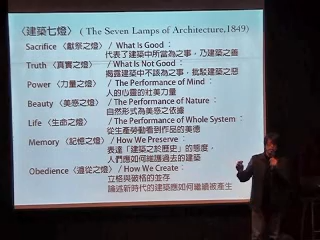 〈建築七燈〉 ( The Seven Lamps of Architecture,1849)
Sacrifice 〈獻祭之燈〉 / What Is Good：
代表了建築中所當為之事，乃建築之善
Truth 〈真實之燈〉 / What Is Not Good：
揭露建築中不該為之事，批駁建築之惡
Power 〈力量之燈〉 / The Performance of Mind：
人的心靈的壯美力量
Beauty 〈美感之燈〉 / The Performance of Nature：
自然形式為美感之依據
Life 〈生命之燈〉 / The Performance of Whole System：
從生產勞動看作品的美德
Memory 〈記憶之燈〉 / How We Preserve：
表達「建築之於歷史」的態度，
人們應如何維護過去的建築
Obedience〈遵從之燈〉 / How We Create：
立格與破格的並存
論述新時代的建築應如何繼續被產生